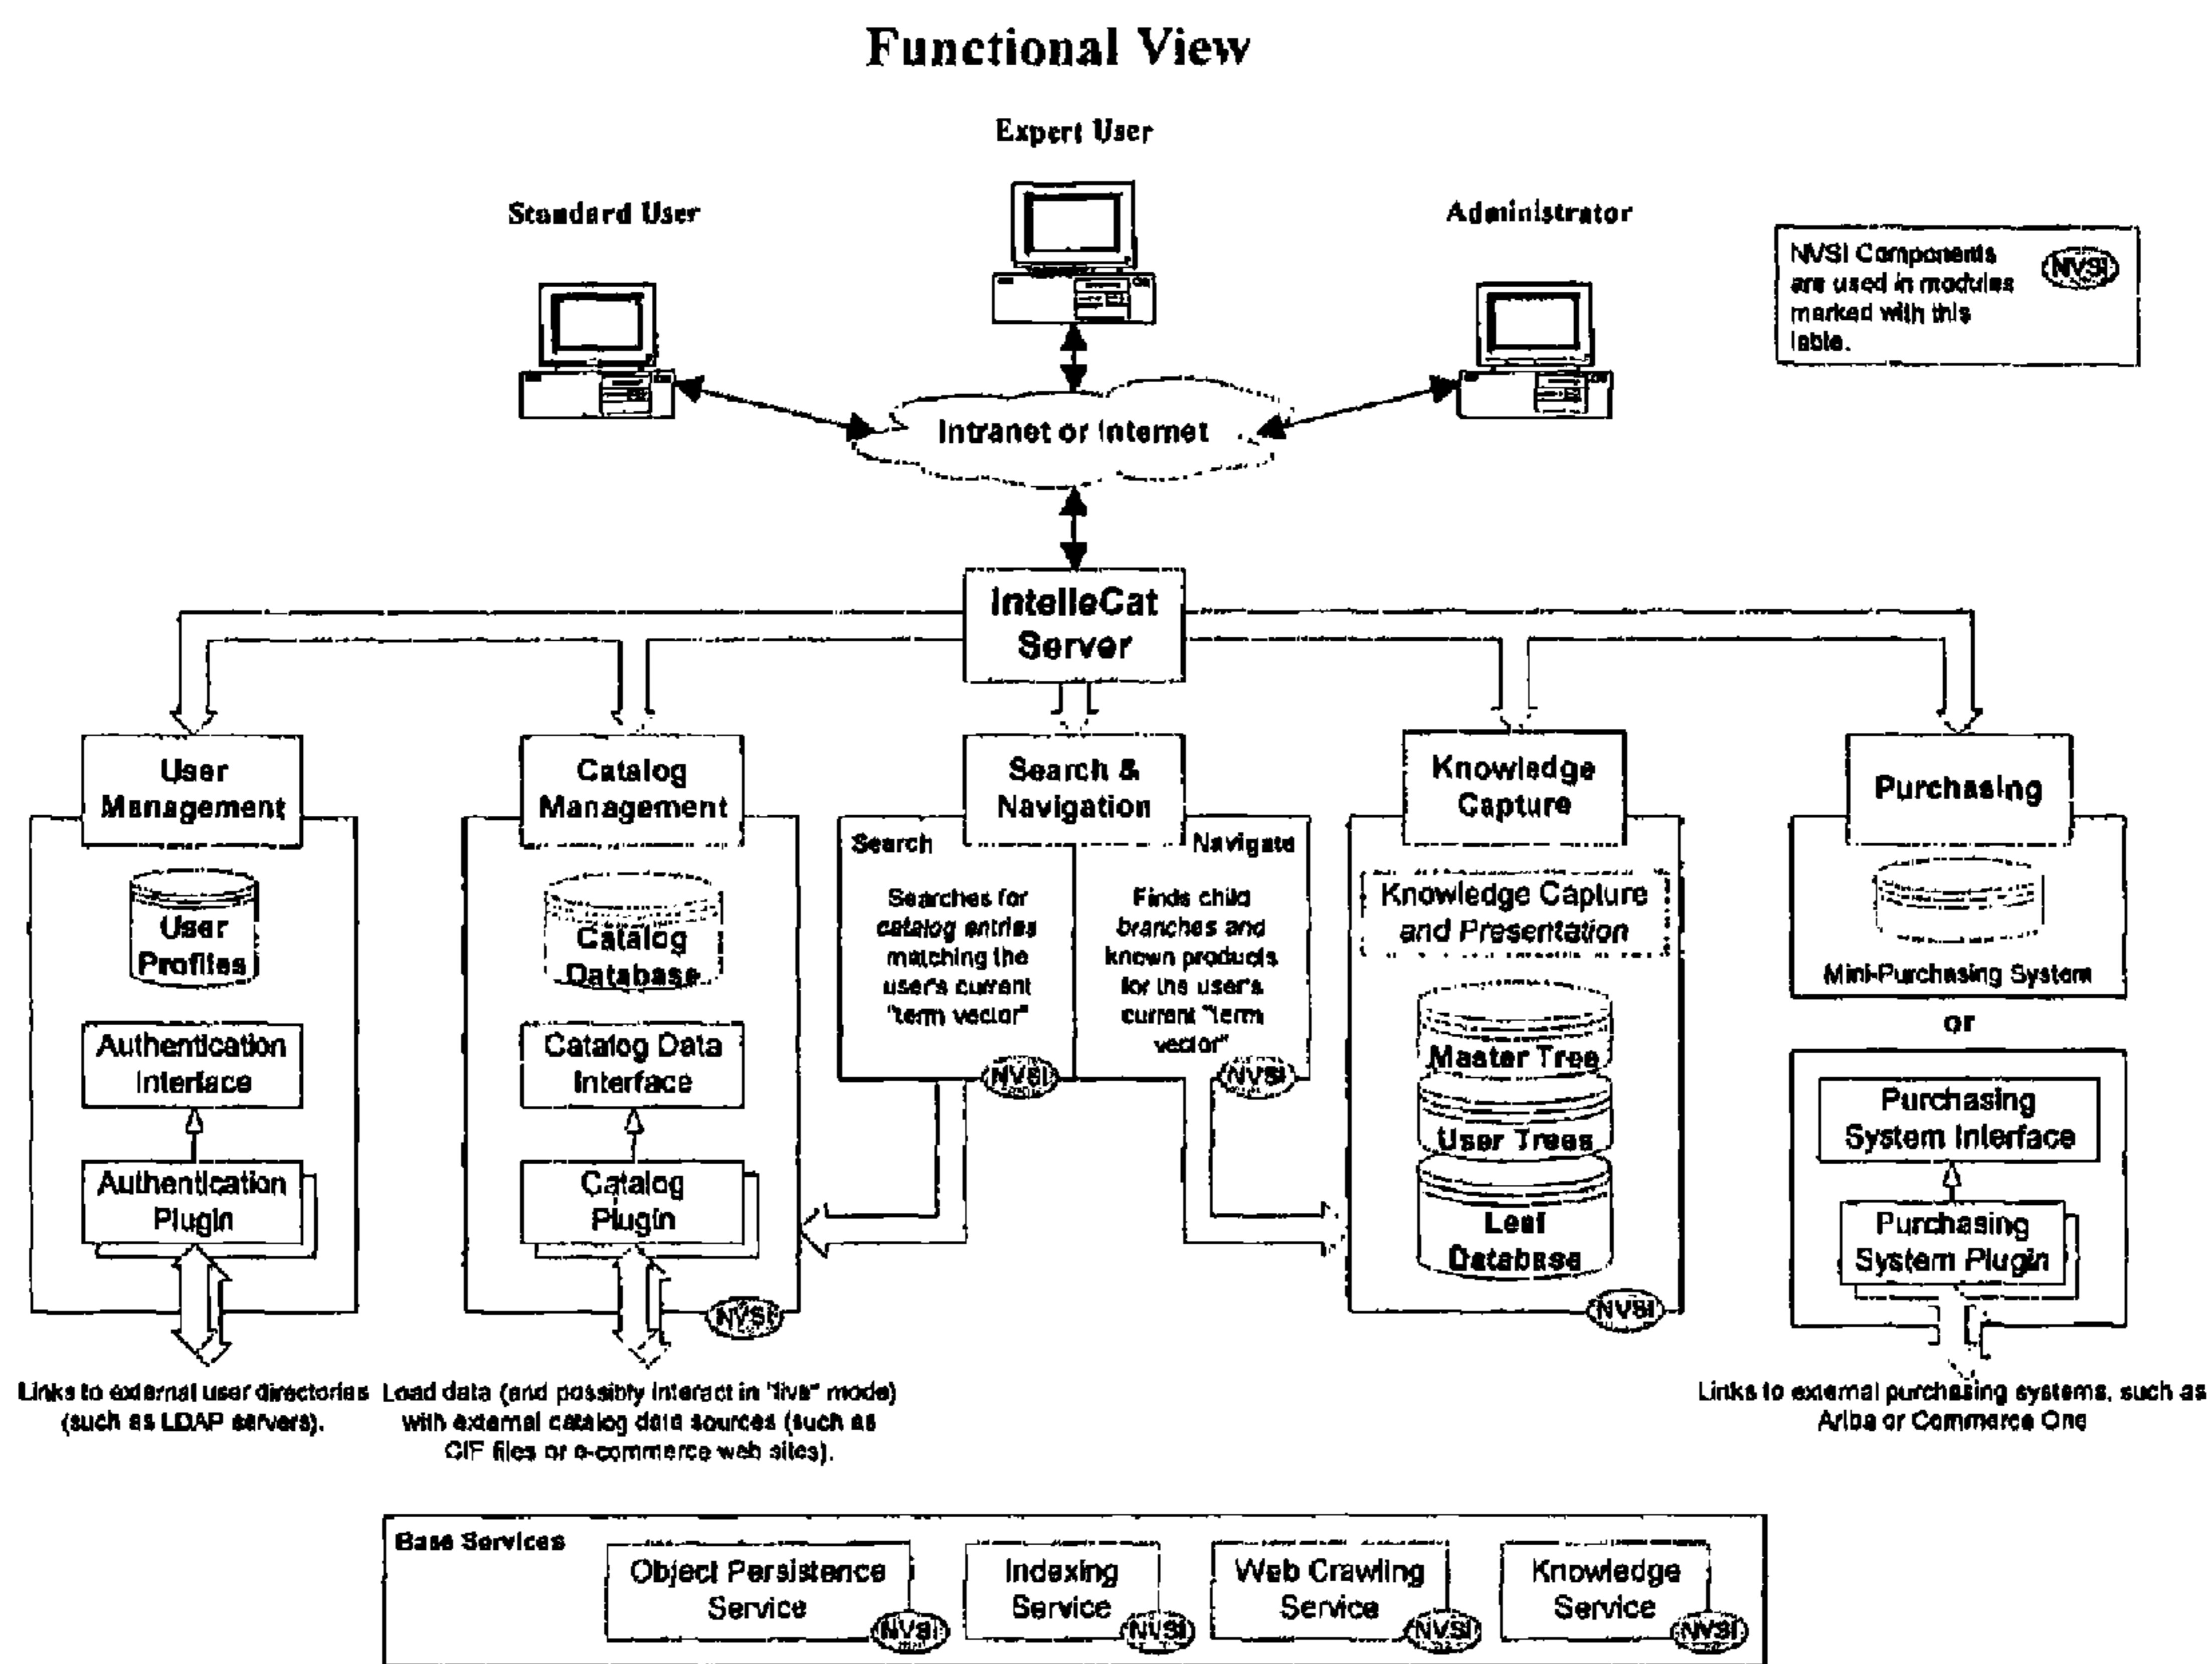 Functional View
Expert User
Standard User
Administrator
NVSI Components
are used in modules
marked with this
lable.
NVSI
Intranet or Internet
IntelleCat
Server
User
Management
Catalog
Management
Search &
Navigation
Knowledge
Capture
Purchasing
User
Profiles
Authentication
Interface
Authentication
Plugin
Links to external user directories
(such as LDAP servers).
Catalog
Database
Catalog Data
Interface
Catalog
Plugin
NVSI
Load data (and possibly interact in "live" mode)
with external catalog data sources (such as
CIF files or e-commerce web sites).
Search
Searches for
catalog entries
matching the
user's current
"term vector"
NVSI
Navigate
Finds child
branches and
known products
for the user's
current "term
vector"
NVSI
Knowledge Capture
and Presentation
Master Tree
User Trees
Leaf
Database
NVSI
Mini-Purchasing System
or
Purchasing
System Interface
Purchasing
System Plugin
Links to external purchasing systems, such as
Ariba or Commerce One
Base Services
Object Persistence
Service
NVSI
Indexing
Service
NVSI
Web Crawling
Service
NVSI
Knowledge
Service
NVSI